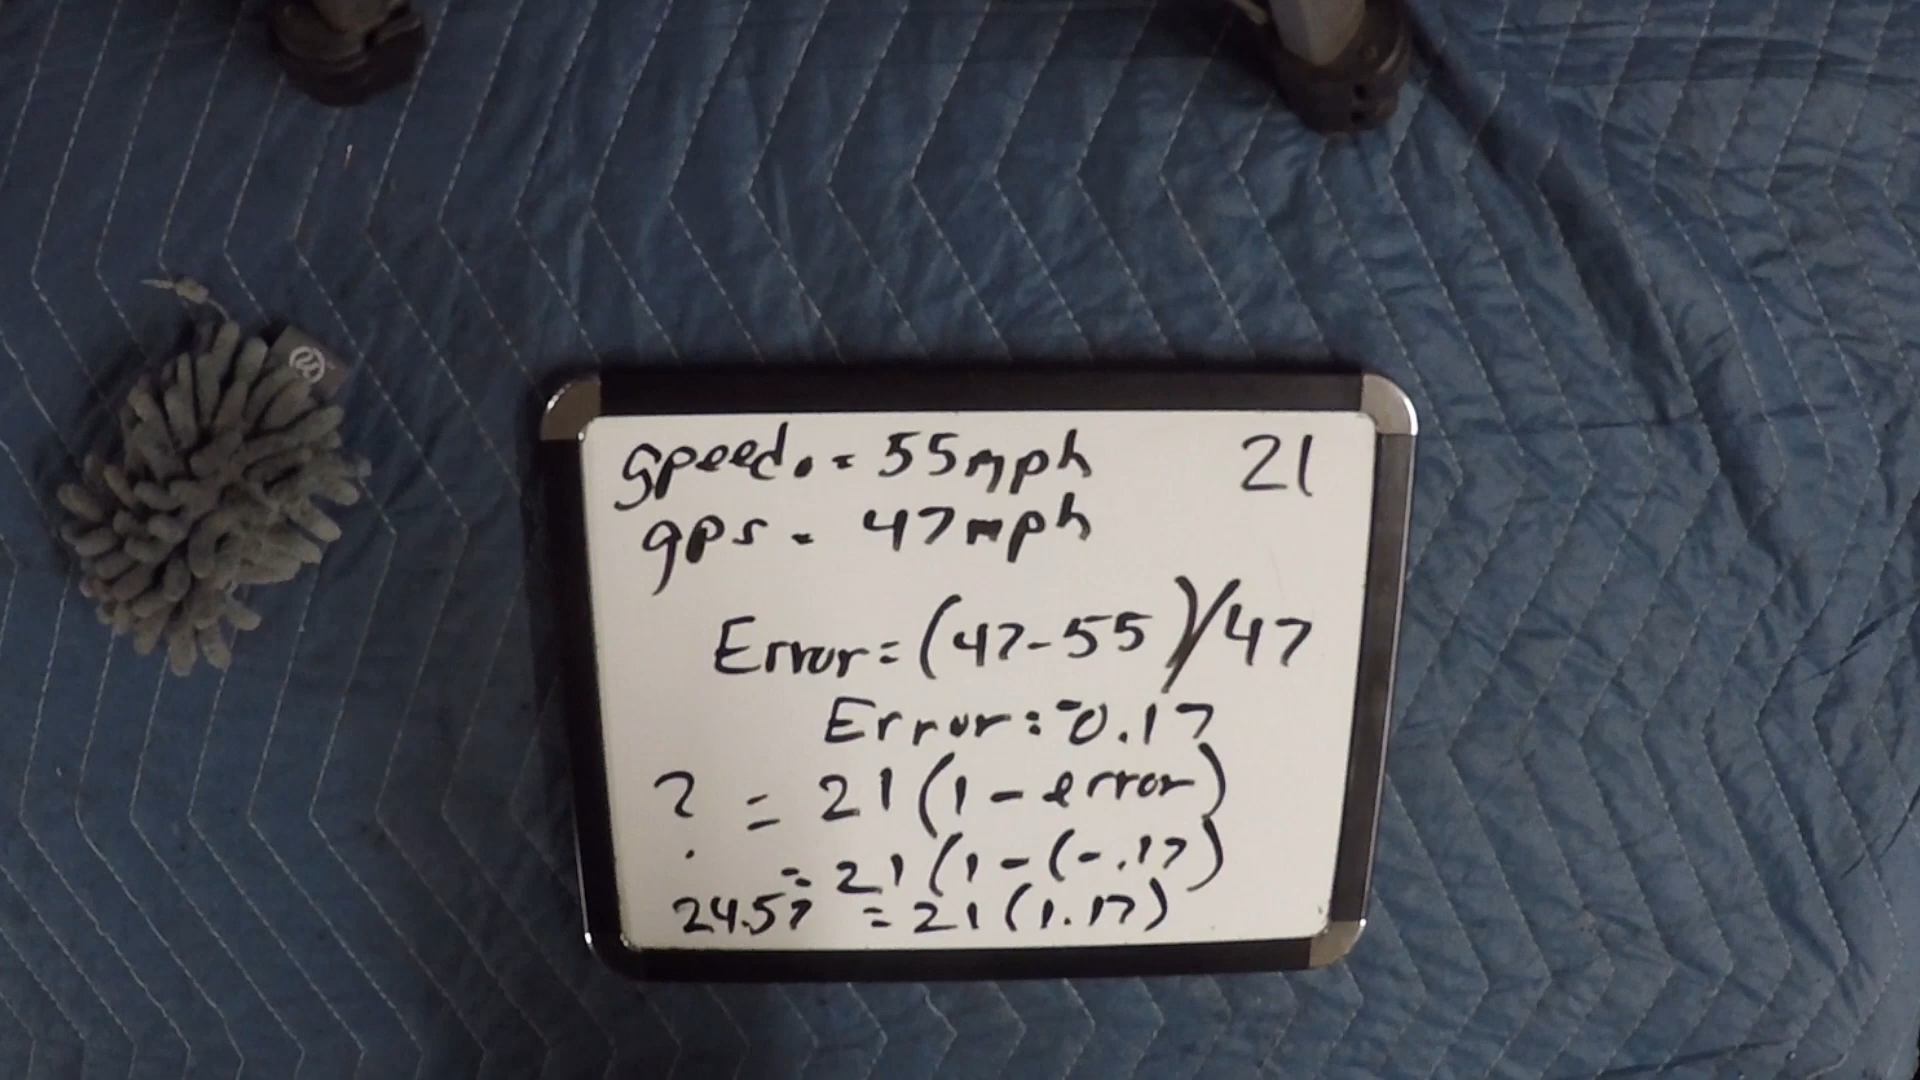 speedo = 55mph 21
gps = 47mph
Error = (47-55)/47
Error = -0.17
? = 21(1-error)
= 21(1-(-.17)
24.57 = 21(1.17)